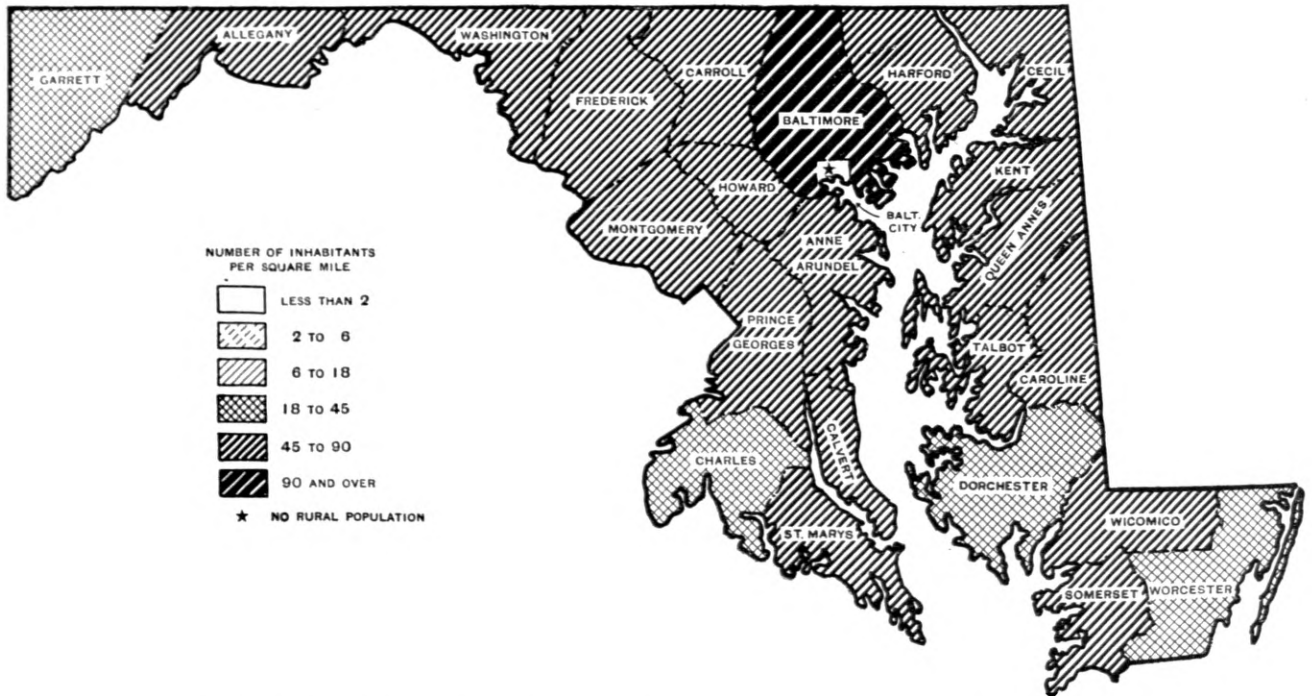 ALLEGANY
WASHINGTON
GARRETT
CARROLL
HARFORD
CECIL
FREDERICK
BALTIMORE
★
KENT
HOWARD
BALT.
CITY
MONTGOMERY
ANNE
ARUNDEL
QUEEN ANNES
PRINCE
GEORGES
TALBOT
CAROLINE
CALVERT
CHARLES
DORCHESTER
ST. MARYS
WICOMICO
SOMERSET
WORCESTER
NUMBER OF INHABITANTS
PER SQUARE MILE
LESS THAN 2
2 TO 6
6 TO 18
18 TO 45
45 TO 90
90 AND OVER
★ NO RURAL POPULATION